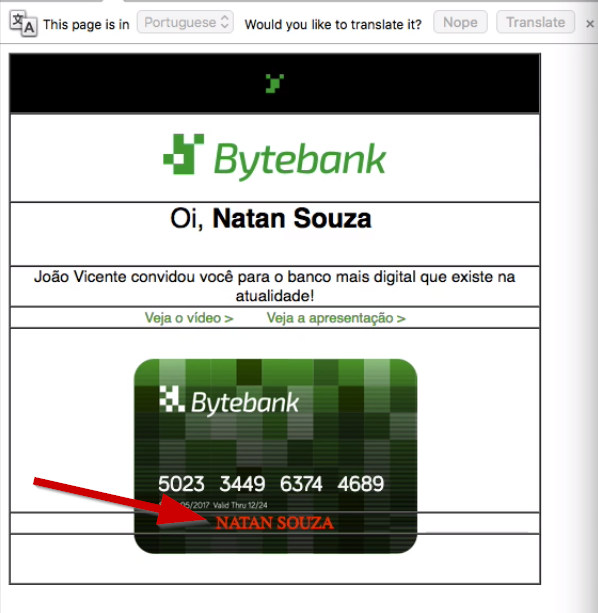 This page is in Portuguese Would you like to translate it? Nope Translate ×
Bytebank
Oi, Natan Souza
João Vicente convidou você para o banco mais digital que existe na
atualidade!
Veja o vídeo > Veja a apresentação >
Bytebank
5023 3449 6374 4689
05/2017 Valid Thru 12/24
NATAN SOUZA